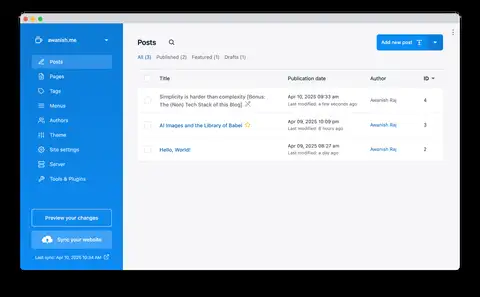 awanish.me
Posts
Pages
Tags
Menus
Authors
Theme
Site settings
Server
Tools & Plugins
Preview your changes
Sync your website
Last sync: Apr 10, 2025 10:34 AM
Posts
Add new post
All (3) Published (2) Featured (1) Drafts (1)
Title Publication date Author ID
Simplicity is harder than complexity [Bonus:
The (Non) Tech Stack of this Blog]
Apr 10, 2025 09:33 am
Last modified: a few seconds ago
Awanish Raj
4
AI Images and the Library of Babel
Apr 09, 2025 10:09 pm
Last modified: 8 hours ago
Awanish Raj
3
Hello, World!
Apr 09, 2025 08:27 am
Last modified: a day ago
Awanish Raj
2